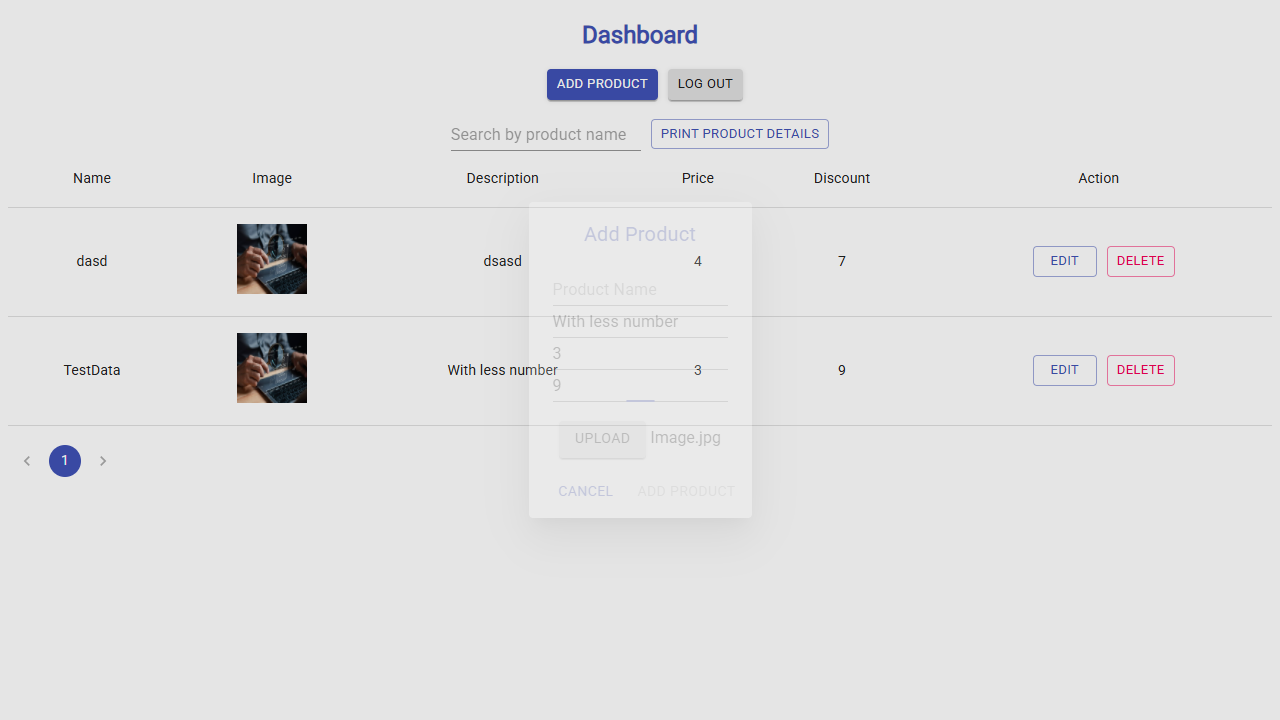 Dashboard
ADD PRODUCT LOG OUT
Search by product name PRINT PRODUCT DETAILS
Name Image Description Price Discount Action
dasd dsasd 4 7 EDIT DELETE
TestData With less number 3 9 EDIT DELETE
1
Add Product
Product Name
With less number
3
9
UPLOAD Image.jpg
CANCEL ADD PRODUCT